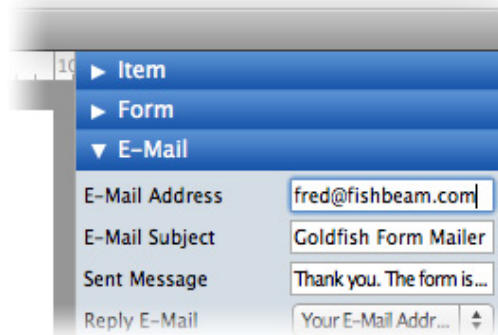 10
Item
Form
E-Mail
E-Mail Address fred@fishbeam.com
E-Mail Subject Goldfish Form Mailer
Sent Message Thank you. The form is...
Reply E-Mail Your E-Mail Addr...